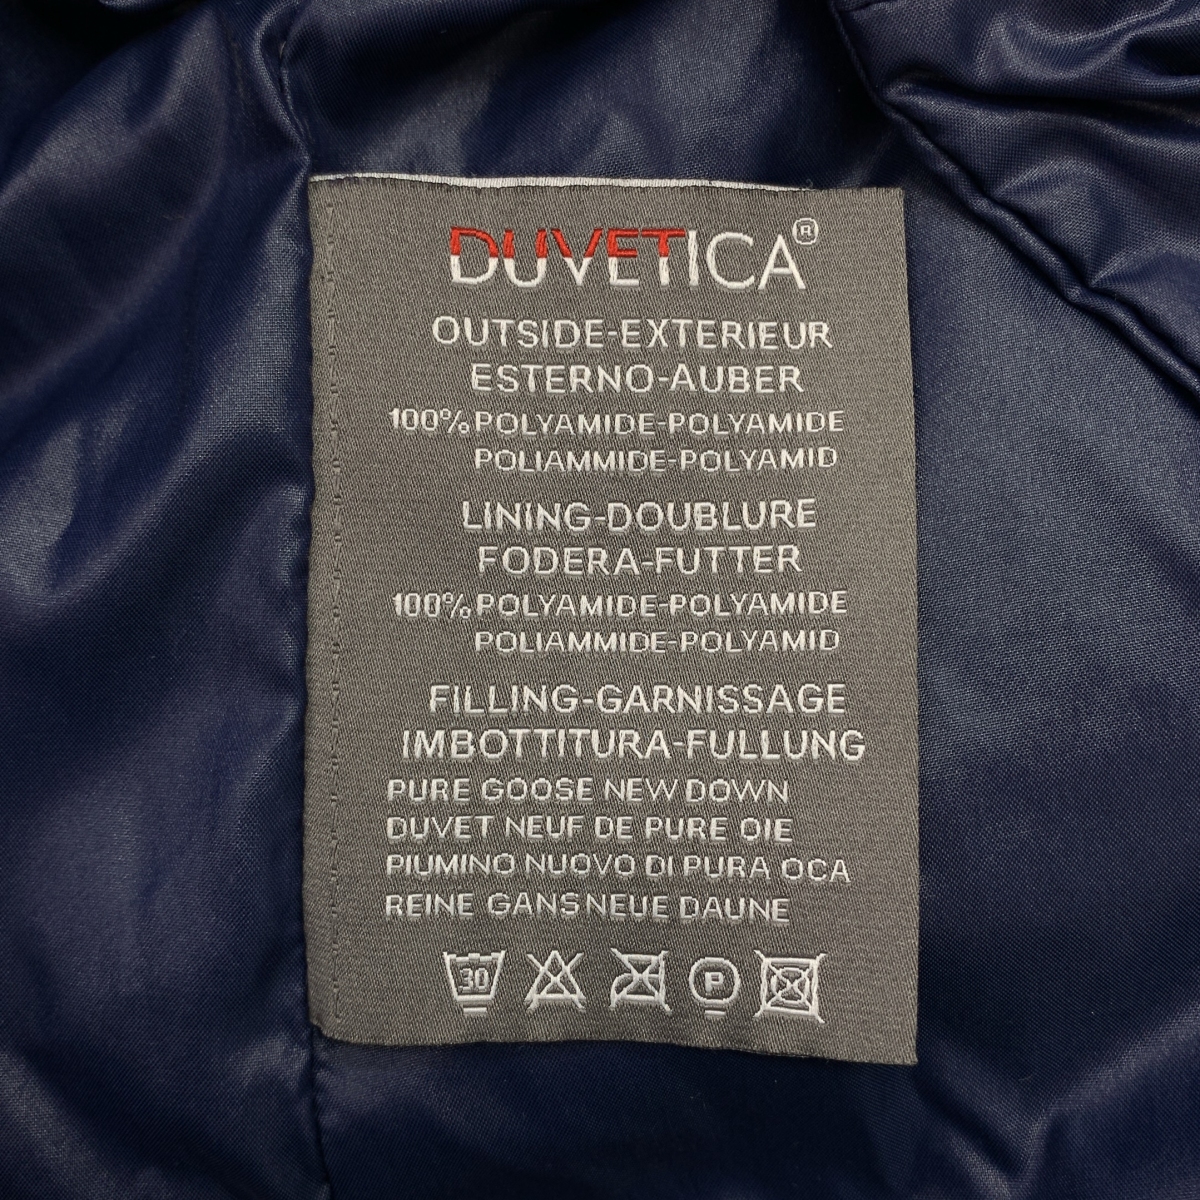 DUVETICA®
OUTSIDE-EXTERIEUR
ESTERNO-AUBER
100% POLYAMIDE-POLYAMIDE
POLIAMMIDE-POLYAMID
LINING-DOUBLURE
FODERA-FUTTER
100% POLYAMIDE-POLYAMIDE
POLIAMMIDE-POLYAMID
FILLING-GARNISSAGE
IMBOTTITURA-FULLUNG
PURE GOOSE NEW DOWN
DUVET NEUF DE PURE OIE
PIUMINO NUOVO DI PURA OCA
REINE GANS NEUE DAUNE
30 P